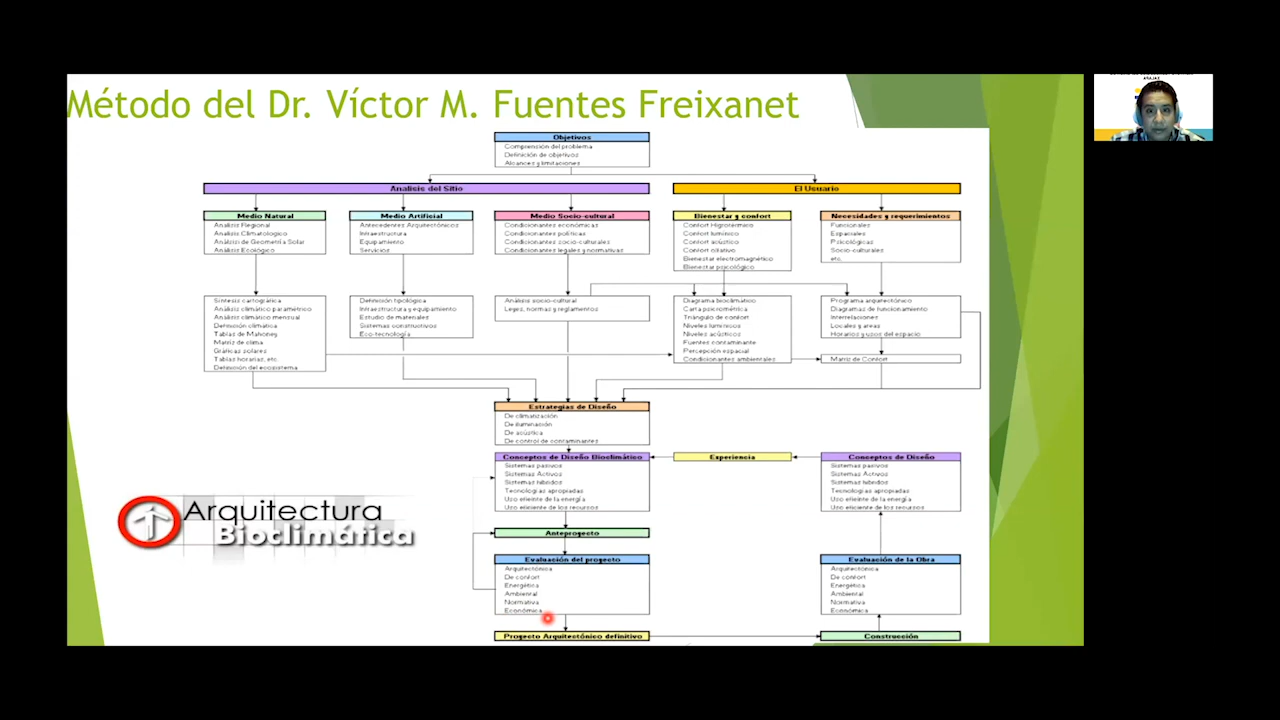 Método del Dr. Víctor M. Fuentes Freixanet
Objetivos
Comprensión del problema
Definición de objetivos
Alcances y limitaciones
Analisis del Sitio
El Usuario
Medio Natural
Analisis Regional
Análisis Climatologico
Análisis de Geometría Solar
Análisis Ecológico
Medio Artificial
Antecedentes Arquitectónicos
Infraestructura
Equipamiento
Servicios
Medio Socio-cultural
Condicionantes económicas
Condicionantes políticas
Condicionantes socio-culturales
Condicionantes legales y normativas
Bienestar y confort
Confort Higrotérmico
Confort lumínico
Confort acústico
Confort olfativo
Bienestar electromagnético
Bienestar psicológico
Necesidades y requerimientos
Funcionales
Espaciales
Psicológicas
Socio-culturales
etc.
Síntesis cartográfica
Análisis climático paramétrico
Análisis climático mensual
Definición climática
Tablas de Mahoney
Matriz de clima
Gráficas solares
Tablas horarias, etc.
Definición del ecosistema
Definición tipológica
Infraestructura y equipamiento
Estudio de materiales
Sistemas constructivos
Eco-tecnología
Análisis socio-cultural
Leyes, normas y reglamentos
Diagrama bioclimático
Carta psicrométrica
Triángulo de confort
Niveles lumínicos
Niveles acústicos
Fuentes contaminante
Percepción espacial
Condicionantes ambientales
Programa arquitectónico
Diagramas de funcionamiento
Interrelaciones
Locales y areas
Horarios y usos del espacio
Matriz de Confort
Estrategias de Diseño
De climatización
De iluminación
De acústica
De control de contaminantes
Conceptos de Diseño Bioclimático
Sistemas pasivos
Sistemas Activos
Sistemas híbridos
Tecnologías apropiadas
Uso efiiente de la energía
Uso eficiente de los recursos
Experiencia
Conceptos de Diseño
Sistemas pasivos
Sistemas Activos
Sistemas híbridos
Tecnologías apropiadas
Uso efiiente de la energía
Uso eficiente de los recursos
Arquitectura
Bioclimática
Anteproyecto
Evaluación del proyecto
Arquitectónica
De confort
Energética
Ambiental
Normativa
Económica
Evaluación de la Obra
Arquitectónica
De confort
Energética
Ambiental
Normativa
Económica
Proyecto Arquitectónico definitivo
Construcción